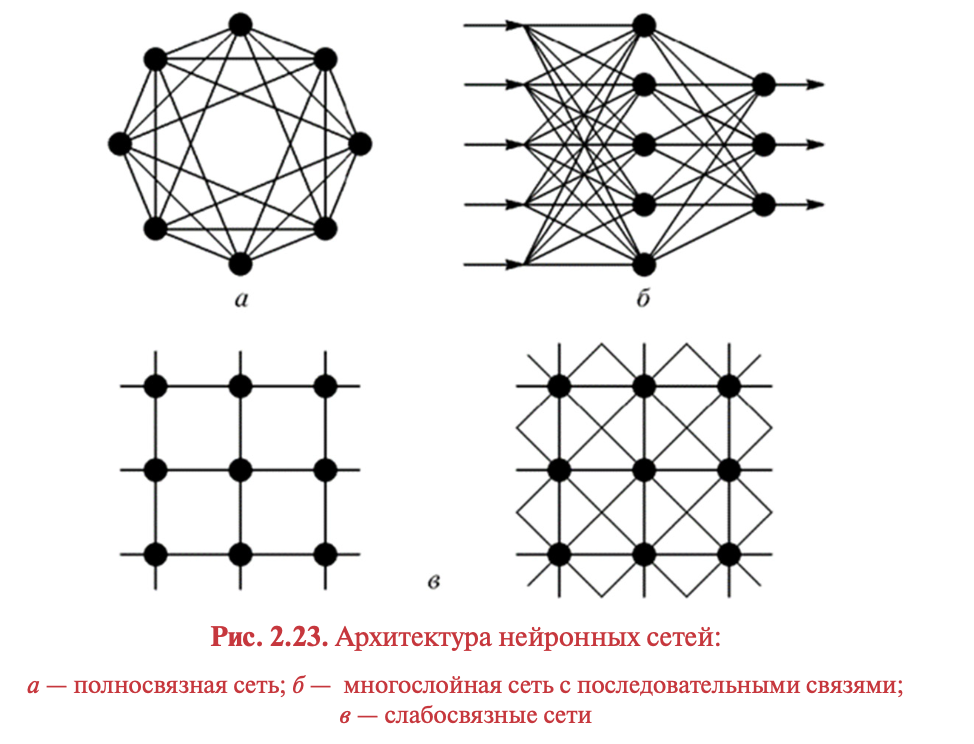 а
б
в
Рис. 2.23. Архитектура нейронных сетей:
а — полносвязная сеть; б — многослойная сеть с последовательными связями;
в — слабосвязные сети